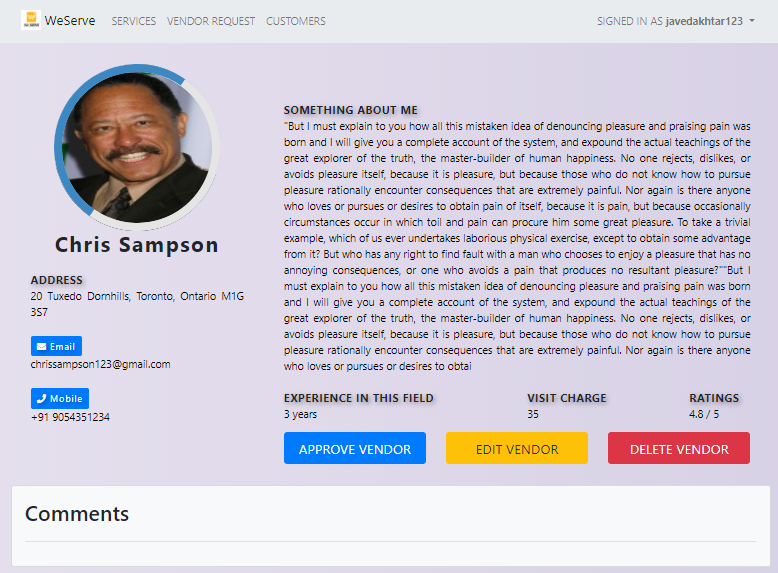 WeServe SERVICES VENDOR REQUEST CUSTOMERS SIGNED IN AS javedakhtar123
Chris Sampson
ADDRESS
20 Tuxedo Dornhills, Toronto, Ontario M1G
3S7
Email
chrissampson123@gmail.com
Mobile
+91 9054351234
SOMETHING ABOUT ME
"But I must explain to you how all this mistaken idea of denouncing pleasure and praising pain was
born and I will give you a complete account of the system, and expound the actual teachings of the
great explorer of the truth, the master-builder of human happiness. No one rejects, dislikes, or
avoids pleasure itself, because it is pleasure, but because those who do not know how to pursue
pleasure rationally encounter consequences that are extremely painful. Nor again is there anyone
who loves or pursues or desires to obtain pain of itself, because it is pain, but because occasionally
circumstances occur in which toil and pain can procure him some great pleasure. To take a trivial
example, which of us ever undertakes laborious physical exercise, except to obtain some advantage
from it? But who has any right to find fault with a man who chooses to enjoy a pleasure that has no
annoying consequences, or one who avoids a pain that produces no resultant pleasure?""But I
must explain to you how all this mistaken idea of denouncing pleasure and praising pain was born
and I will give you a complete account of the system, and expound the actual teachings of the
great explorer of the truth, the master-builder of human happiness. No one rejects, dislikes, or
avoids pleasure itself, because it is pleasure, but because those who do not know how to pursue
pleasure rationally encounter consequences that are extremely painful. Nor again is there anyone
who loves or pursues or desires to obtai
EXPERIENCE IN THIS FIELD VISIT CHARGE RATINGS
3 years 35 4.8 / 5
APPROVE VENDOR EDIT VENDOR DELETE VENDOR
Comments